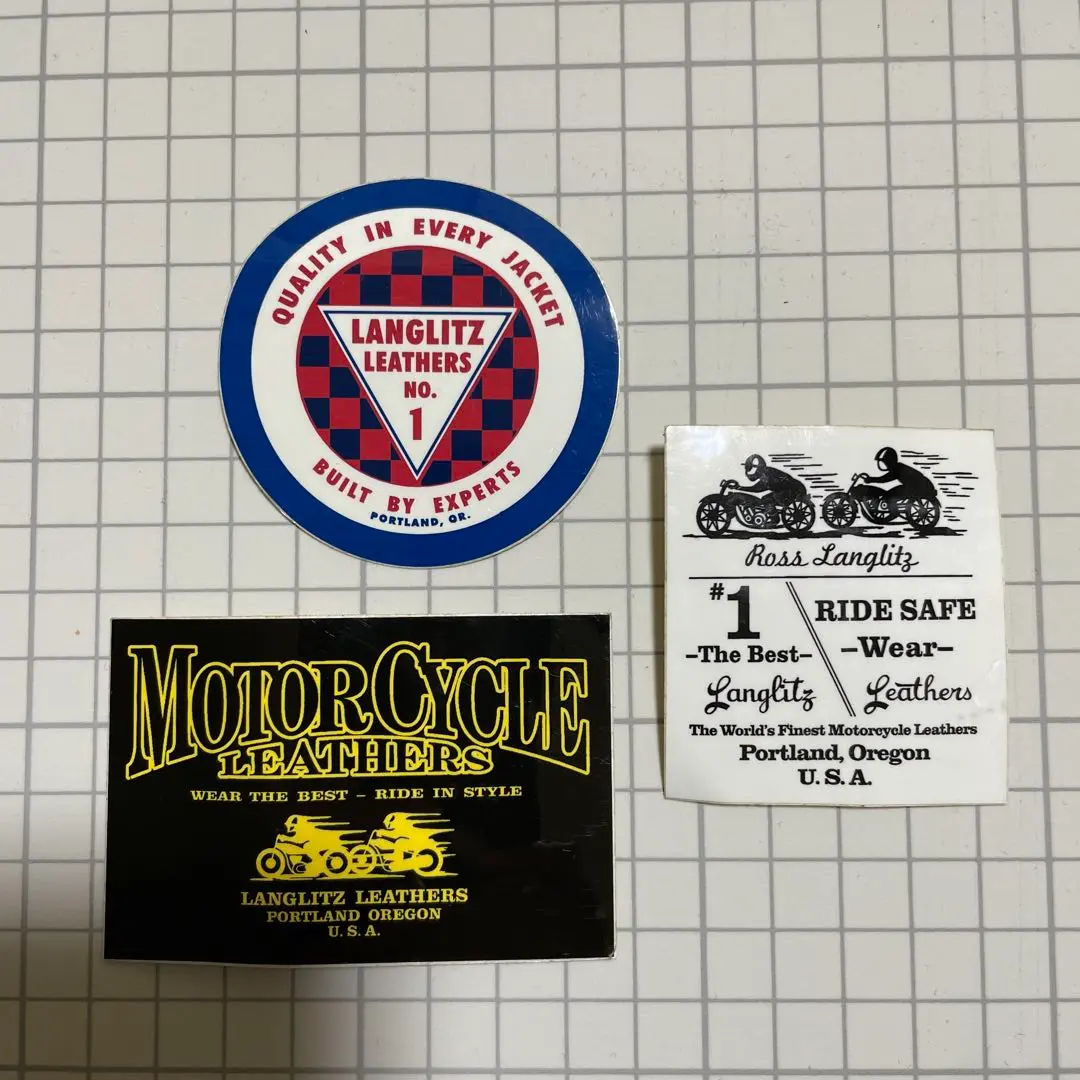 QUALITY IN EVERY JACKET
LANGLITZ
LEATHERS
NO.
1
BUILT BY EXPERTS
PORTLAND, OR.
Ross Langlitz
#1
-The Best-
Langlitz
RIDE SAFE
-Wear-
Leathers
The World's Finest Motorcycle Leathers
Portland, Oregon
U. S. A.
MOTORCYCLE
LEATHERS
WEAR THE BEST – RIDE IN STYLE
LANGLITZ LEATHERS
PORTLAND OREGON
U. S. A.